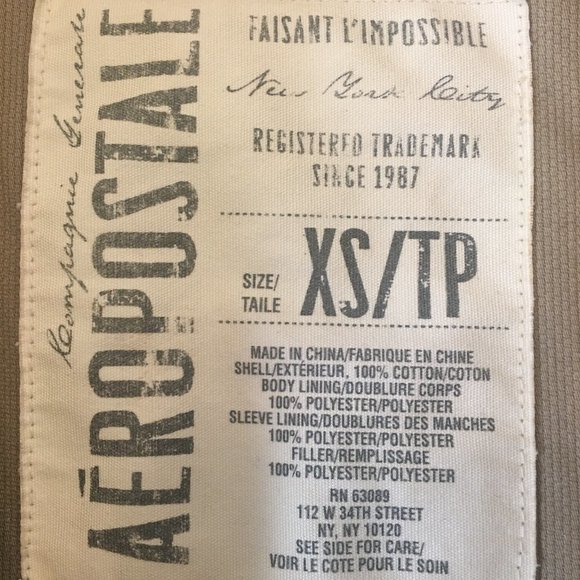 Compagnie Generale
AÉROPOSTALE
FAISANT L'IMPOSSIBLE
New York City
REGISTERED TRADEMARK
SINCE 1987
SIZE/
TAILE
XS/TP
MADE IN CHINA/FABRIQUE EN CHINE
SHELL/EXTÉRIEUR, 100% COTTON/COTON
BODY LINING/DOUBLURE CORPS
100% POLYESTER/POLYESTER
SLEEVE LINING/DOUBLURES DES MANCHES
100% POLYESTER/POLYESTER
FILLER/REMPLISSAGE
100% POLYESTER/POLYESTER
RN 63089
112 W 34TH STREET
NY, NY 10120
SEE SIDE FOR CARE/
VOIR LE COTE POUR LE SOIN